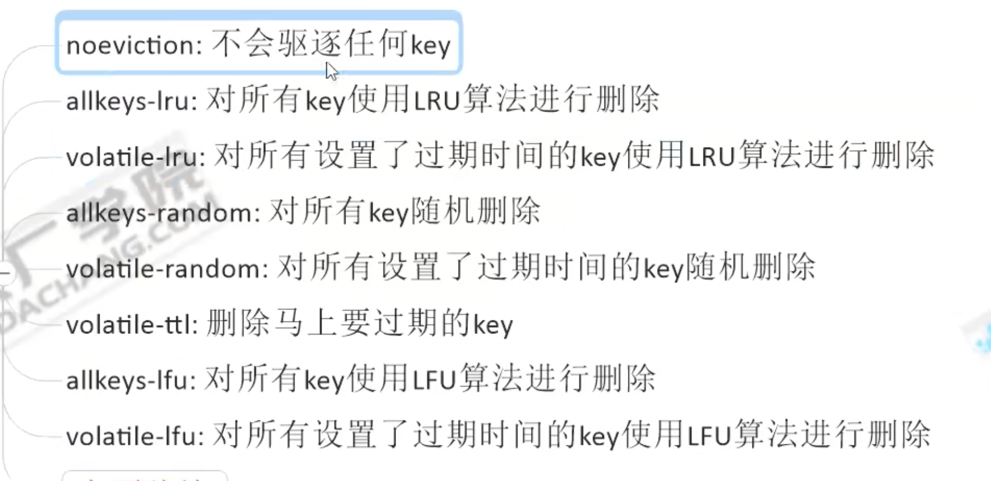 noeviction: 不会驱逐任何key
allkeys-lru: 对所有key使用LRU算法进行删除
volatile-lru: 对所有设置了过期时间的key使用LRU算法进行删除
allkeys-random: 对所有key随机删除
volatile-random: 对所有设置了过期时间的key随机删除
volatile-ttl: 删除马上要过期的key
allkeys-lfu: 对所有key使用LFU算法进行删除
volatile-lfu: 对所有设置了过期时间的key使用LFU算法进行删除
厂学院
DACHANG.COM